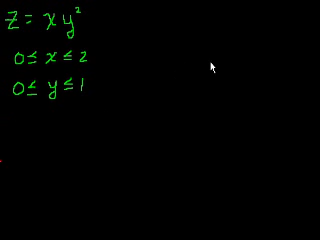 z = xy²
0 ≤ x ≤ 2
0 ≤ y ≤ 1